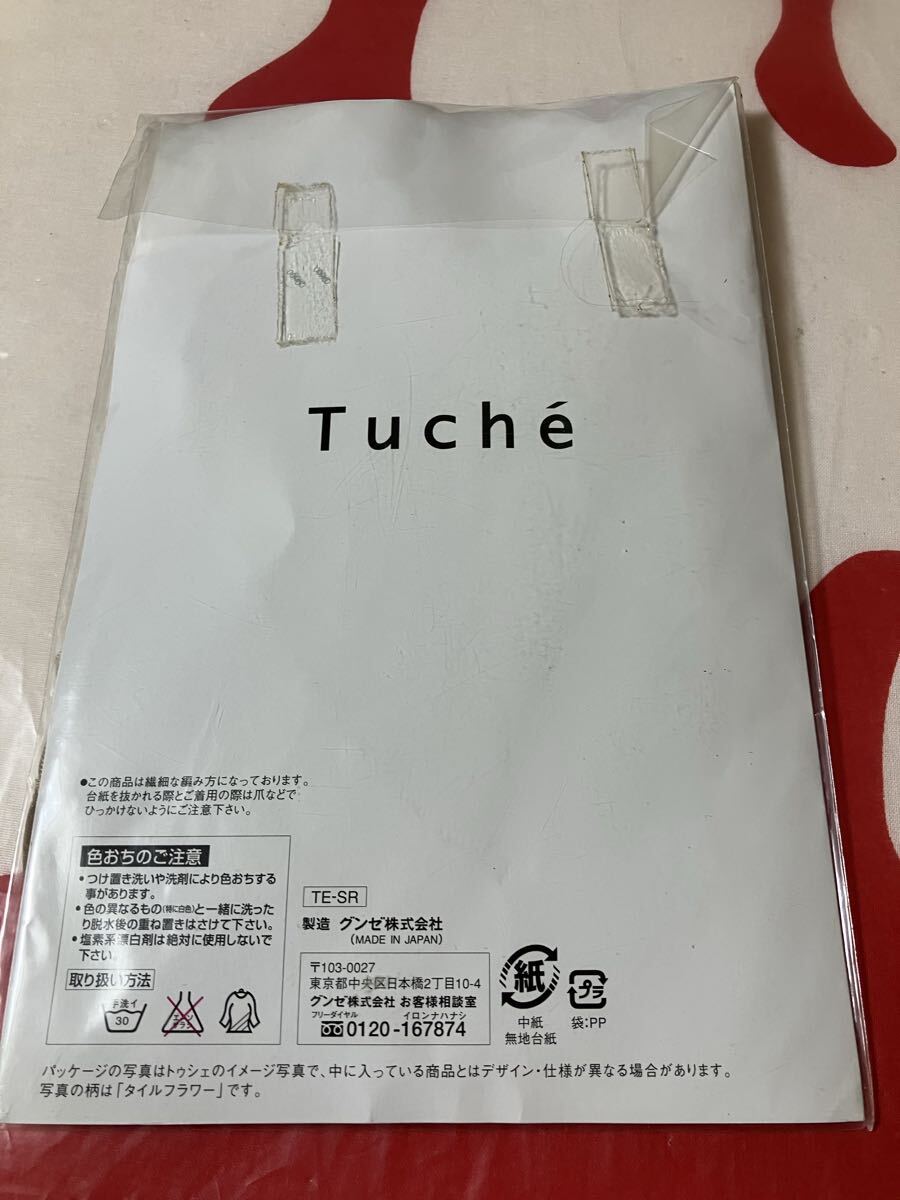 Tuché
●この商品は繊細な編み方になっております。
台紙を抜かれる際とご着用の際は爪などで
ひっかけないようにご注意下さい。
色おちのご注意
・つけ置き洗いや洗剤により色おちする
事があります。
・色の異なるもの(特に白色)と一緒に洗った
り脱水後の重ね置きはさけて下さい。
・塩素系漂白剤は絶対に使用しないで
下さい。
取り扱い方法
手洗イ
30
エンソ
サラシ
TE-SR
製造 グンゼ株式会社
(MADE IN JAPAN)
〒103-0027
東京都中央区日本橋2丁目10-4
グンゼ株式会社 お客様相談室
フリーダイヤル イロンナハナシ
0120-167874
紙
中紙
無地台紙
プラ
袋:PP
パッケージの写真はトゥシェのイメージ写真で、中に入っている商品とはデザイン・仕様が異なる場合があります。
写真の柄は「タイルフラワー」です。